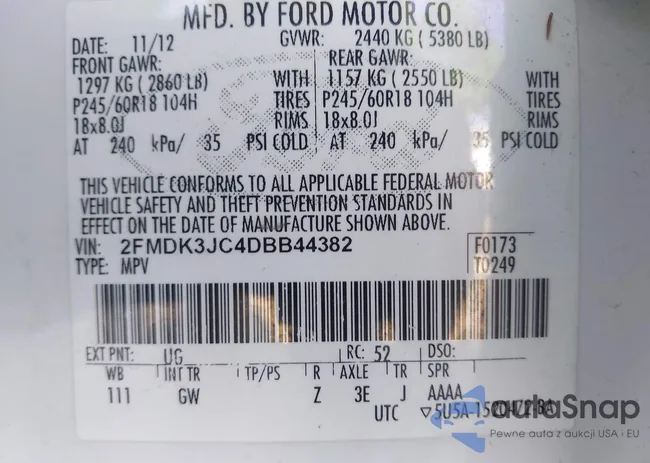 MFD. BY FORD MOTOR CO.
DATE: 11/12 GVWR: 2440 KG ( 5380 LB)
FRONT GAWR: REAR GAWR:
1297 KG ( 2860 LB) WITH 1157 KG ( 2550 LB) WITH
P245/60R18 104H TIRES P245/60R18 104H TIRES
18x8.0J RIMS 18x8.0J RIMS
AT 240 kPa/ 35 PSI COLD AT 240 kPa/ 35 PSI COLD
THIS VEHICLE CONFORMS TO ALL APPLICABLE FEDERAL MOTOR
VEHICLE SAFETY AND THEFT PREVENTION STANDARDS IN
EFFECT ON THE DATE OF MANUFACTURE SHOWN ABOVE.
VIN: 2FMDK3JC4DBB44382 F0173
TYPE: MPV T0249
EXT PNT: UG RC: 52 DSO:
WB INT TR TP/PS R AXLE TR SPR
111 GW Z 3E J AAAA
UTC ▽5U5A-1520472-BA
autaSnap
Pewne auta z aukcji USA i EU